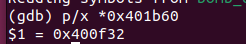 (gdb) p/x *0x401b60
$1 = 0x400f32